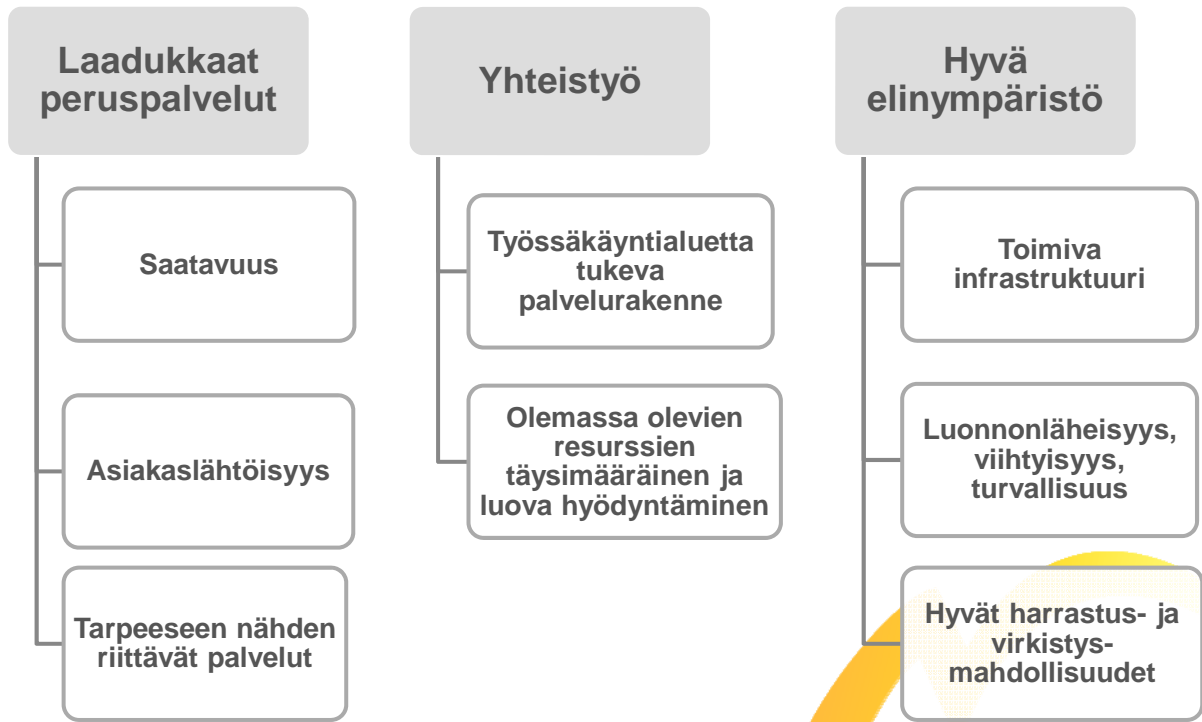 Laadukkaat
peruspalvelut
Saatavuus
Asiakaslähtöisyys
Tarpeeseen nähden
riittävät palvelut
Yhteistyö
Työssäkäyntialuetta
tukeva
palvelurakenne
Olemassa olevien
resurssien
täysimääräinen ja
luova hyödyntäminen
Hyvä
elinympäristö
Toimiva
infrastruktuuri
Luonnonläheisyys,
viihtyisyys,
turvallisuus
Hyvät harrastus- ja
virkistys-
mahdollisuudet